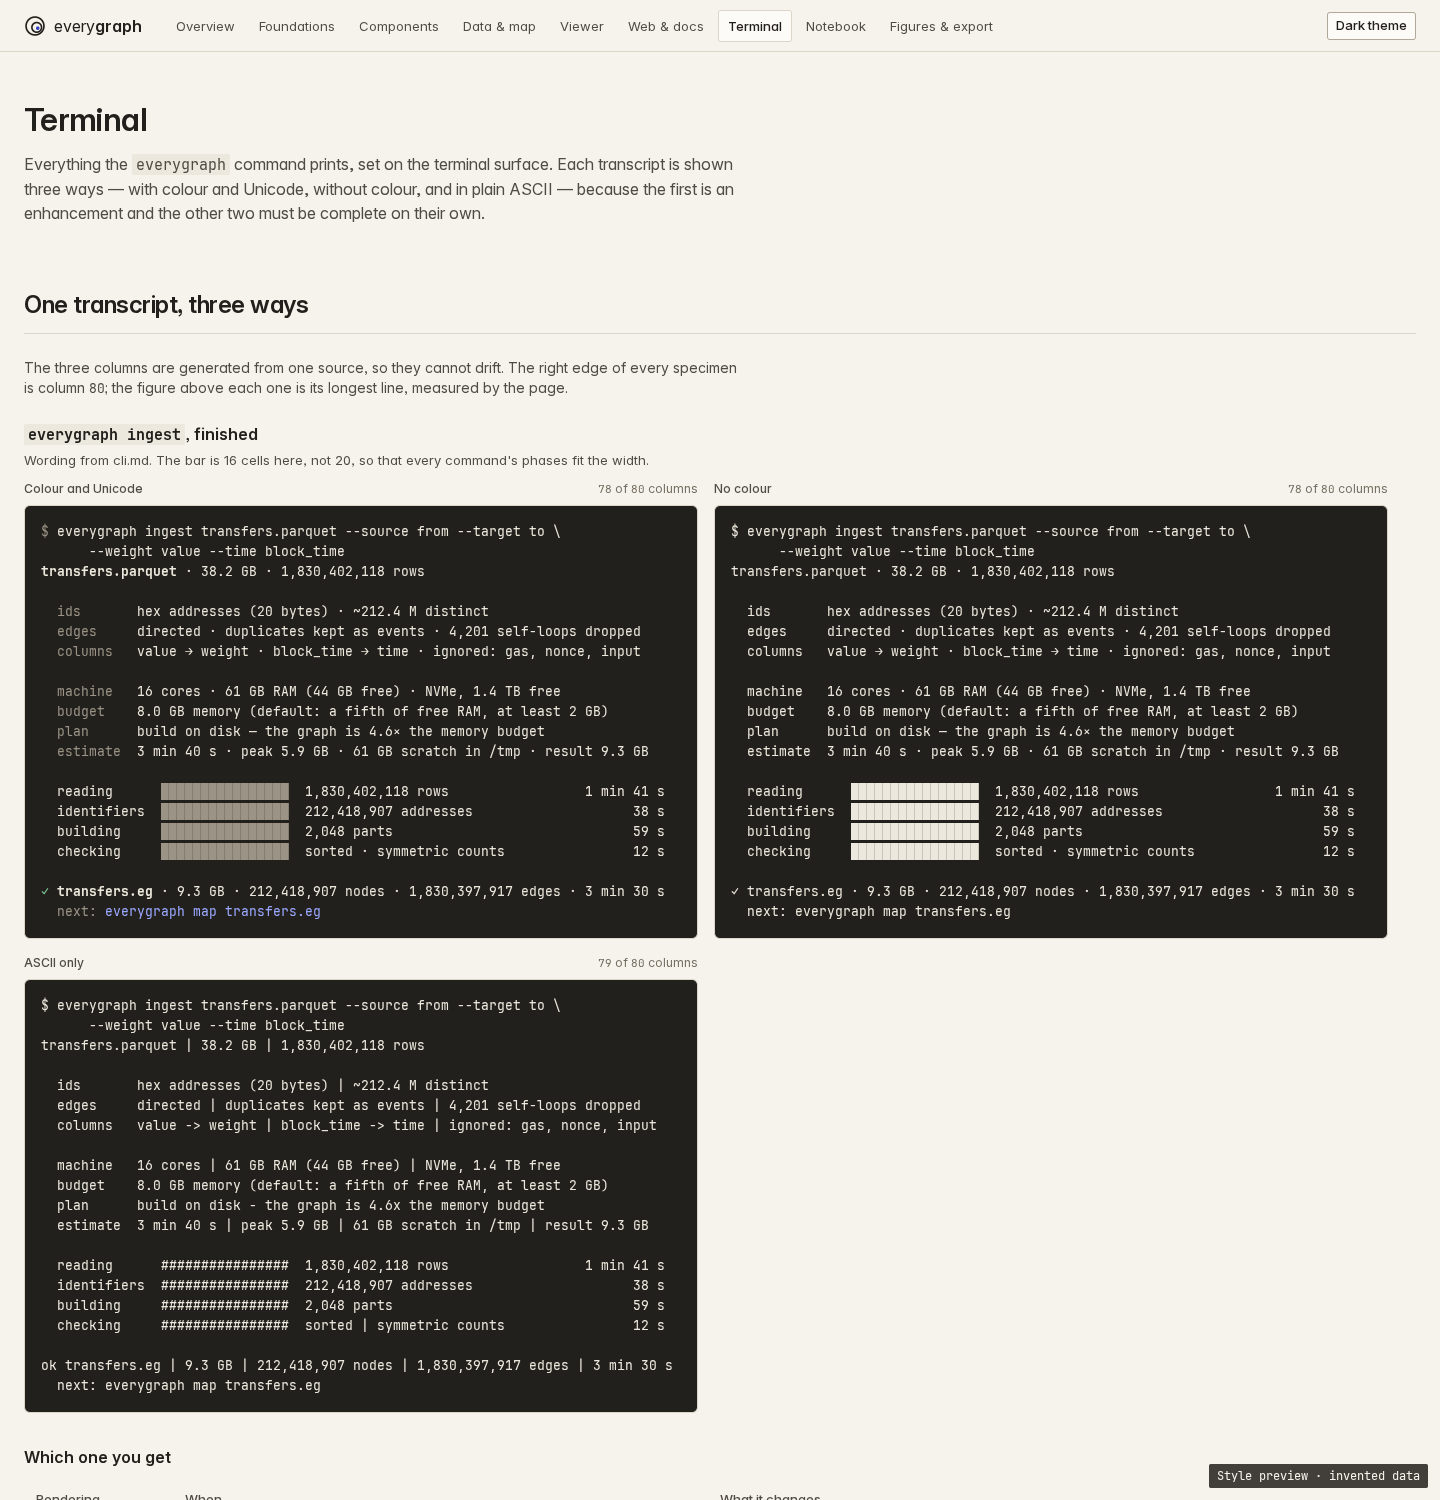 everygraph
Overview
Foundations
Components
Data & map
Viewer
Web & docs
Terminal
Notebook
Figures & export
Dark theme
Terminal
Everything the everygraph command prints, set on the terminal surface. Each transcript is shown
three ways — with colour and Unicode, without colour, and in plain ASCII — because the first is an
enhancement and the other two must be complete on their own.
One transcript, three ways
The three columns are generated from one source, so they cannot drift. The right edge of every specimen
is column 80; the figure above each one is its longest line, measured by the page.
everygraph ingest, finished
Wording from cli.md. The bar is 16 cells here, not 20, so that every command's phases fit the width.
Colour and Unicode 78 of 80 columns
$ everygraph ingest transfers.parquet --source from --target to \
--weight value --time block_time
transfers.parquet · 38.2 GB · 1,830,402,118 rows
ids hex addresses (20 bytes) · ~212.4 M distinct
edges directed · duplicates kept as events · 4,201 self-loops dropped
columns value → weight · block_time → time · ignored: gas, nonce, input
machine 16 cores · 61 GB RAM (44 GB free) · NVMe, 1.4 TB free
budget 8.0 GB memory (default: a fifth of free RAM, at least 2 GB)
plan build on disk — the graph is 4.6× the memory budget
estimate 3 min 40 s · peak 5.9 GB · 61 GB scratch in /tmp · result 9.3 GB
reading ████████████████ 1,830,402,118 rows 1 min 41 s
identifiers ████████████████ 212,418,907 addresses 38 s
building ████████████████ 2,048 parts 59 s
checking ████████████████ sorted · symmetric counts 12 s
✓ transfers.eg · 9.3 GB · 212,418,907 nodes · 1,830,397,917 edges · 3 min 30 s
next: everygraph map transfers.eg
No colour 78 of 80 columns
$ everygraph ingest transfers.parquet --source from --target to \
--weight value --time block_time
transfers.parquet · 38.2 GB · 1,830,402,118 rows
ids hex addresses (20 bytes) · ~212.4 M distinct
edges directed · duplicates kept as events · 4,201 self-loops dropped
columns value → weight · block_time → time · ignored: gas, nonce, input
machine 16 cores · 61 GB RAM (44 GB free) · NVMe, 1.4 TB free
budget 8.0 GB memory (default: a fifth of free RAM, at least 2 GB)
plan build on disk — the graph is 4.6× the memory budget
estimate 3 min 40 s · peak 5.9 GB · 61 GB scratch in /tmp · result 9.3 GB
reading ████████████████ 1,830,402,118 rows 1 min 41 s
identifiers ████████████████ 212,418,907 addresses 38 s
building ████████████████ 2,048 parts 59 s
checking ████████████████ sorted · symmetric counts 12 s
✓ transfers.eg · 9.3 GB · 212,418,907 nodes · 1,830,397,917 edges · 3 min 30 s
next: everygraph map transfers.eg
ASCII only 79 of 80 columns
$ everygraph ingest transfers.parquet --source from --target to \
--weight value --time block_time
transfers.parquet | 38.2 GB | 1,830,402,118 rows
ids hex addresses (20 bytes) | ~212.4 M distinct
edges directed | duplicates kept as events | 4,201 self-loops dropped
columns value -> weight | block_time -> time | ignored: gas, nonce, input
machine 16 cores | 61 GB RAM (44 GB free) | NVMe, 1.4 TB free
budget 8.0 GB memory (default: a fifth of free RAM, at least 2 GB)
plan build on disk - the graph is 4.6x the memory budget
estimate 3 min 40 s | peak 5.9 GB | 61 GB scratch in /tmp | result 9.3 GB
reading ################ 1,830,402,118 rows 1 min 41 s
identifiers ################ 212,418,907 addresses 38 s
building ################ 2,048 parts 59 s
checking ################ sorted | symmetric counts 12 s
ok transfers.eg | 9.3 GB | 212,418,907 nodes | 1,830,397,917 edges | 3 min 30 s
next: everygraph map transfers.eg
Which one you get
Rendering When What it changes
Style preview · invented data